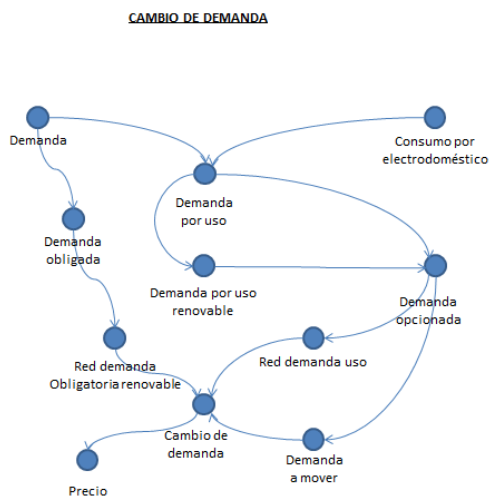 CAMBIO DE DEMANDA
Demanda
Consumo por
electrodoméstico
Demanda
por uso
Demanda
obligada
Demanda por uso
renovable
Demanda
opcionada
Red demanda
Obligatoria renovable
Red demanda uso
Cambio de
demanda
Demanda
a mover
Precio